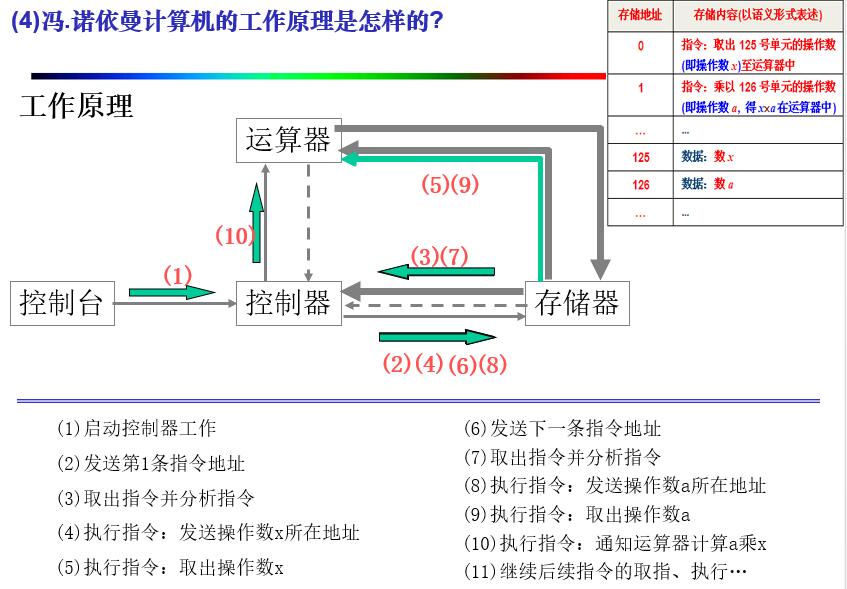 (4)冯.诺依曼计算机的工作原理是怎样的?
存储地址 存储内容(以语义形式表述)
0 指令：取出 125 号单元的操作数
(即操作数 x)至运算器中
1 指令：乘以 126 号单元的操作数
(即操作数 a, 得 x×a 在运算器中)
... ...
125 数据：数 x
126 数据：数 a
... ...
工作原理
运算器
(5)(9)
(10)
(3)(7)
(1)
控制台
控制器
存储器
(2)(4)(6)(8)
(1)启动控制器工作
(2)发送第1条指令地址
(3)取出指令并分析指令
(4)执行指令：发送操作数x所在地址
(5)执行指令：取出操作数x
(6)发送下一条指令地址
(7)取出指令并分析指令
(8)执行指令：发送操作数a所在地址
(9)执行指令：取出操作数a
(10)执行指令：通知运算器计算a乘x
(11)继续后续指令的取指、执行…